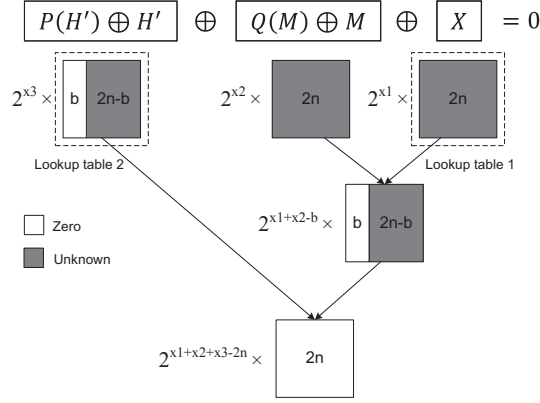 P(H′) ⊕ H′ ⊕ Q(M) ⊕ M ⊕ X = 0
2^{x3} × b 2n-b 2^{x2} × 2n 2^{x1} × 2n
Lookup table 2 Lookup table 1
2^{x1+x2-b} × b 2n-b
Zero
Unknown
2^{x1+x2+x3-2n} × 2n